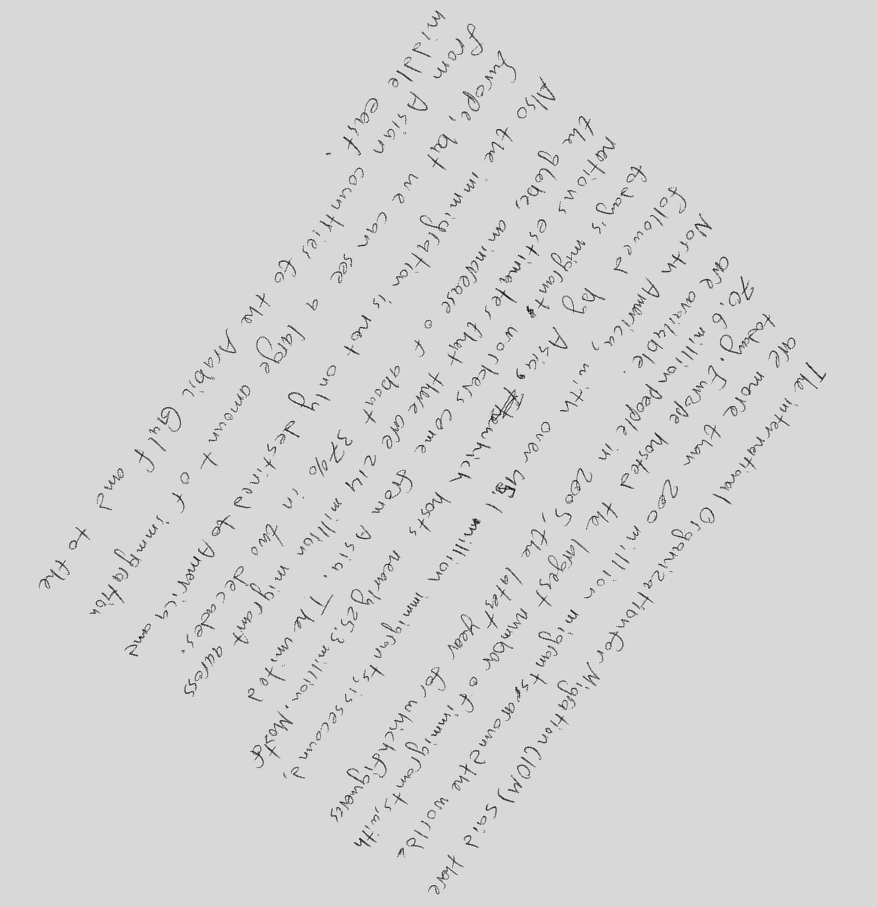 The international Organization for Migration (IOM) said there
are more than 200 million migrants around the world
today. Europe hosted the largest number of immigrants, with
70,6 million people in 2005, the latest year for which figueres
are available.
North America, with over 45,1 million immigrants, is secound,
followed by Asia, which hosts nearly 25.3 million. Most of
today's migrants workers come from Asia. The united
nations estimates that there are 214 million migrant across
the globe, an increase of about 37% in two decades.
Also the immigration is not only destined to America and
Europe, but we can see a large amount of immigration
from Asian countries to the Arabic Gulf and to the
middle east.